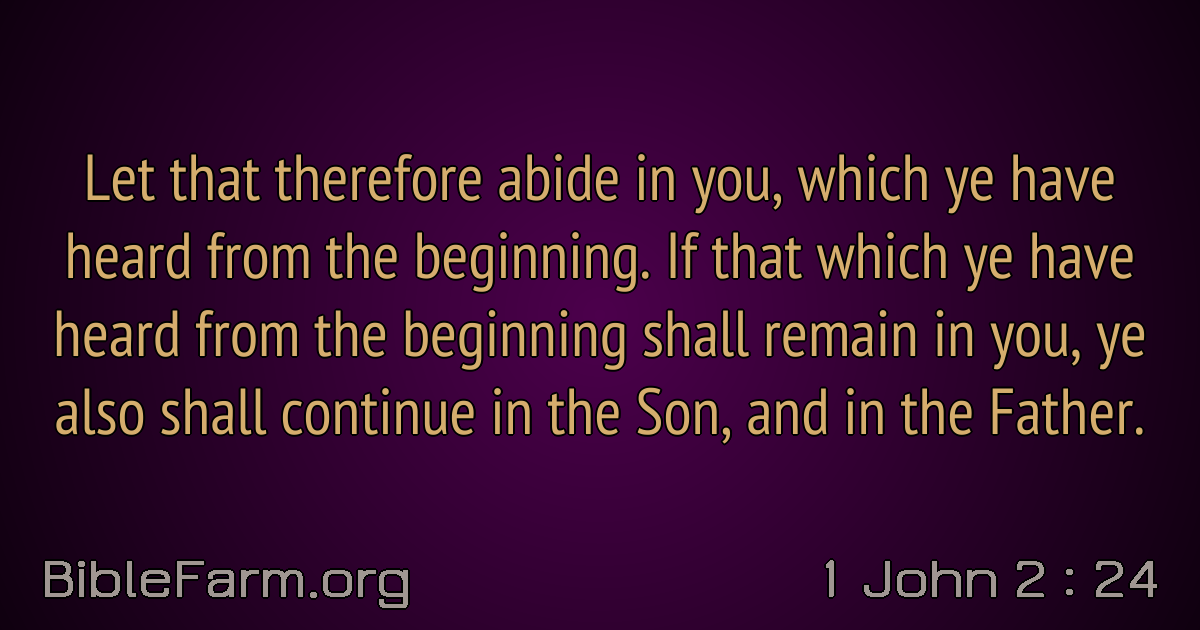 Let that therefore abide in you, which ye have
heard from the beginning. If that which ye have
heard from the beginning shall remain in you, ye
also shall continue in the Son, and in the Father.
BibleFarm.org
1 John 2 : 24